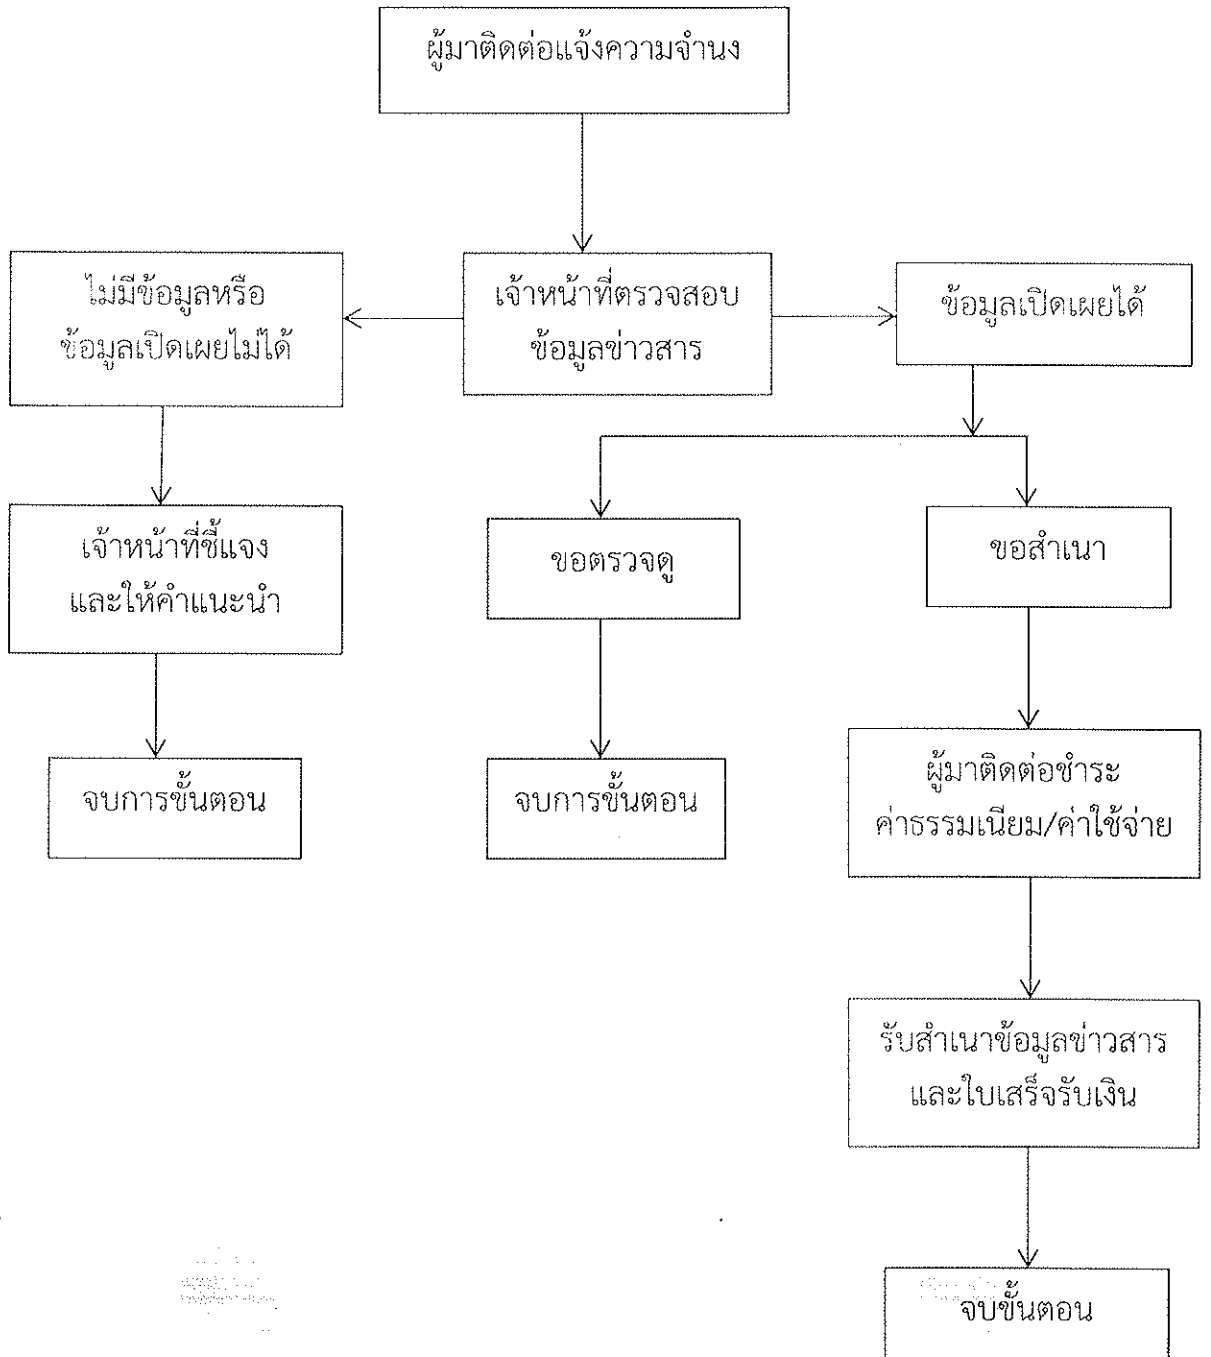 ผู้มาติดต่อแจ้งความจำนง
ไม่มีข้อมูลหรือ
ข้อมูลเปิดเผยไม่ได้
เจ้าหน้าที่ตรวจสอบ
ข้อมูลข่าวสาร
ข้อมูลเปิดเผยได้
เจ้าหน้าที่ชี้แจง
และให้คำแนะนำ
ขอตรวจดู
ขอสำเนา
จบการขั้นตอน
จบการขั้นตอน
ผู้มาติดต่อชำระ
ค่าธรรมเนียม/ค่าใช้จ่าย
รับสำเนาข้อมูลข่าวสาร
และใบเสร็จรับเงิน
จบขั้นตอน